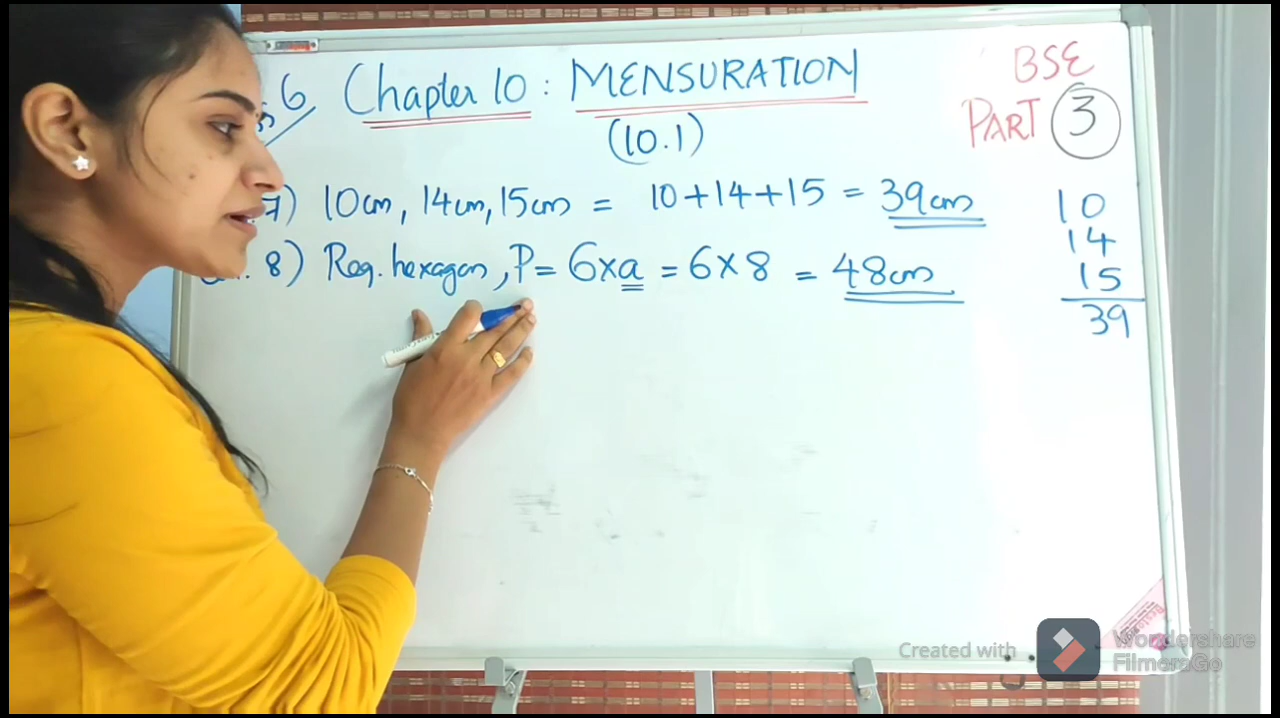 6 Chapter 10 : MENSURATION
(10.1)
BSE
PART 3
7) 10cm, 14cm, 15cm = 10+14+15 = 39cm
8) Reg. hexagon, P = 6×a = 6×8 = 48cm
10
14
15
39
Created with Wondershare FilmoraGo